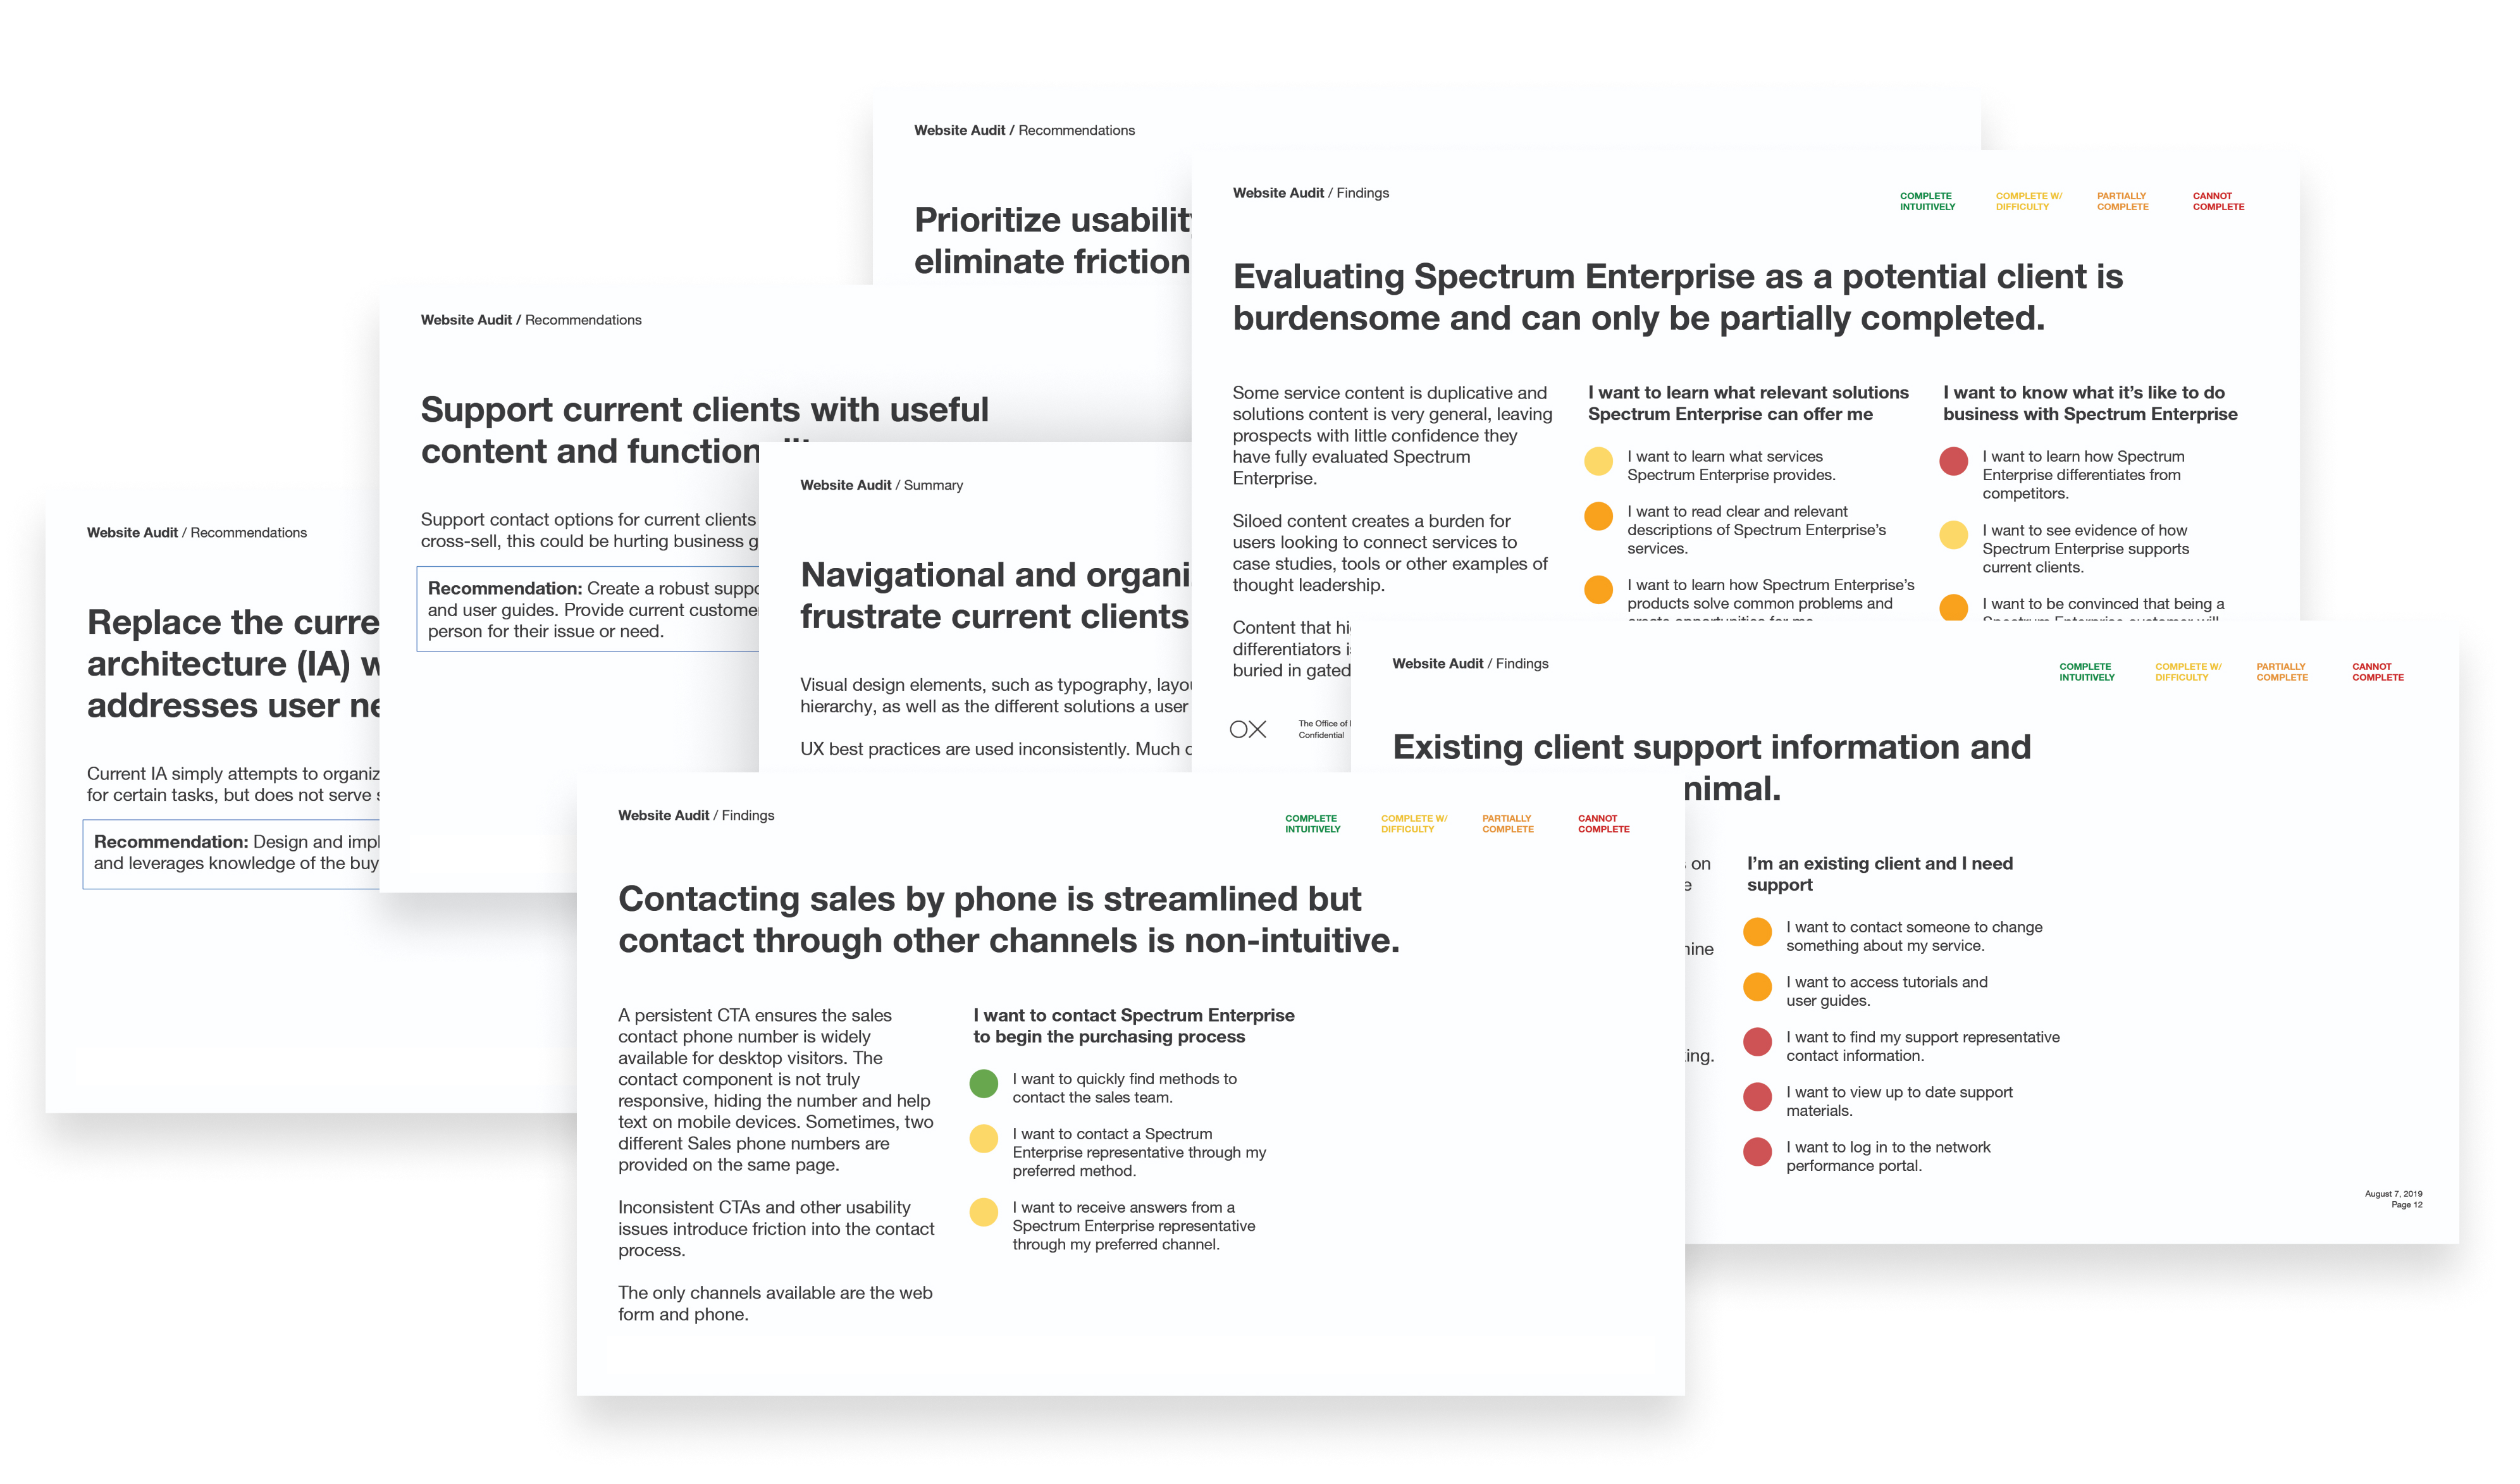 Website Audit / Recommendations
Prioritize usability
eliminate friction
Website Audit / Findings
COMPLETE INTUITIVELY
COMPLETE W/ DIFFICULTY
PARTIALLY COMPLETE
CANNOT COMPLETE
Evaluating Spectrum Enterprise as a potential client is
burdensome and can only be partially completed.
Some service content is duplicative and
solutions content is very general, leaving
prospects with little confidence they
have fully evaluated Spectrum
Enterprise.
Siloed content creates a burden for
users looking to connect services to
case studies, tools or other examples of
thought leadership.
Content that
differentiators
buried in gated
OX
The Office of
Confidential
I want to learn what relevant solutions
Spectrum Enterprise can offer me
I want to learn what services
Spectrum Enterprise provides.
I want to read clear and relevant
descriptions of Spectrum Enterprise's
services.
I want to learn how Spectrum Enterprise's
products solve common problems and
I want to know what it's like to do
business with Spectrum Enterprise
I want to learn how Spectrum
Enterprise differentiates from
competitors.
I want to see evidence of how
Spectrum Enterprise supports
current clients.
I want to be convinced that being a
Spectrum Enterprise customer will
Website Audit / Recommendations
Support current clients with useful
content and
Support contact options for current clients
cross-sell, this could be hurting business
Recommendation: Create a robust
and user guides. Provide current
person for their issue or need.
Website Audit / Summary
Navigational and
frustrate current clients
Visual design elements, such as typography,
hierarchy, as well as the different solutions a user
UX best practices are used inconsistently. Much
Website Audit / Recommendations
Replace the
architecture (IA)
addresses user
Current IA simply attempts to
for certain tasks, but does not serve
Recommendation: Design and
and leverages knowledge of the
Website Audit / Findings
COMPLETE INTUITIVELY
COMPLETE W/ DIFFICULTY
PARTIALLY COMPLETE
CANNOT COMPLETE
Existing client support information and
nimal.
on
ing.
I'm an existing client and I need
support
I want to contact someone to change
something about my service.
I want to access tutorials and
user guides.
I want to find my support representative
contact information.
I want to view up to date support
materials.
I want to log in to the network
performance portal.
August 7, 2019
Page 12
Website Audit / Findings
COMPLETE INTUITIVELY
COMPLETE W/ DIFFICULTY
PARTIALLY COMPLETE
CANNOT COMPLETE
Contacting sales by phone is streamlined but
contact through other channels is non-intuitive.
A persistent CTA ensures the sales
contact phone number is widely
available for desktop visitors. The
contact component is not truly
responsive, hiding the number and help
text on mobile devices. Sometimes, two
different Sales phone numbers are
provided on the same page.
Inconsistent CTAs and other usability
issues introduce friction into the contact
process.
The only channels available are the web
form and phone.
I want to contact Spectrum Enterprise
to begin the purchasing process
I want to quickly find methods to
contact the sales team.
I want to contact a Spectrum
Enterprise representative through my
preferred method.
I want to receive answers from a
Spectrum Enterprise representative
through my preferred channel.